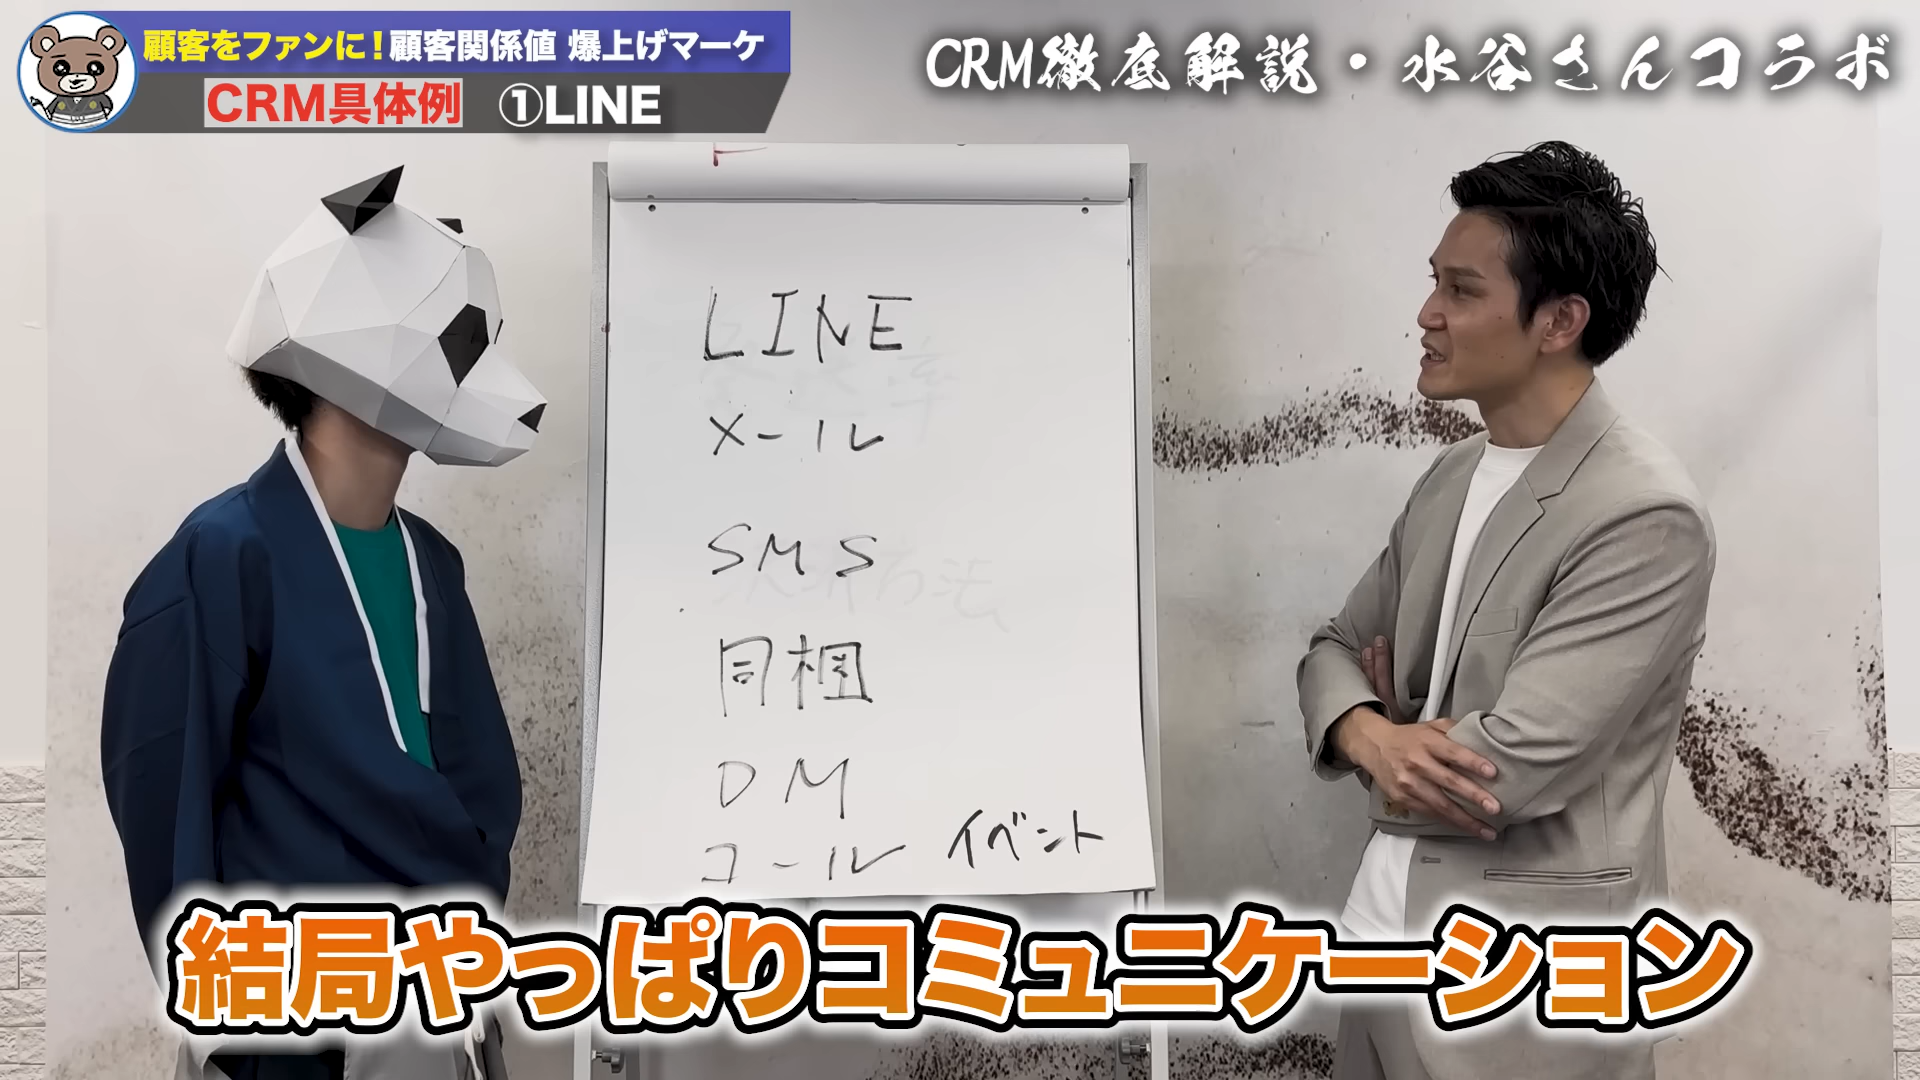 顧客をファンに！顧客関係値 爆上げマーケ
CRM具体例 ①LINE
CRM徹底解説・水谷さんコラボ
LINE
メール
SMS
同梱
DM
コール イベント
結局やっぱりコミュニケーション